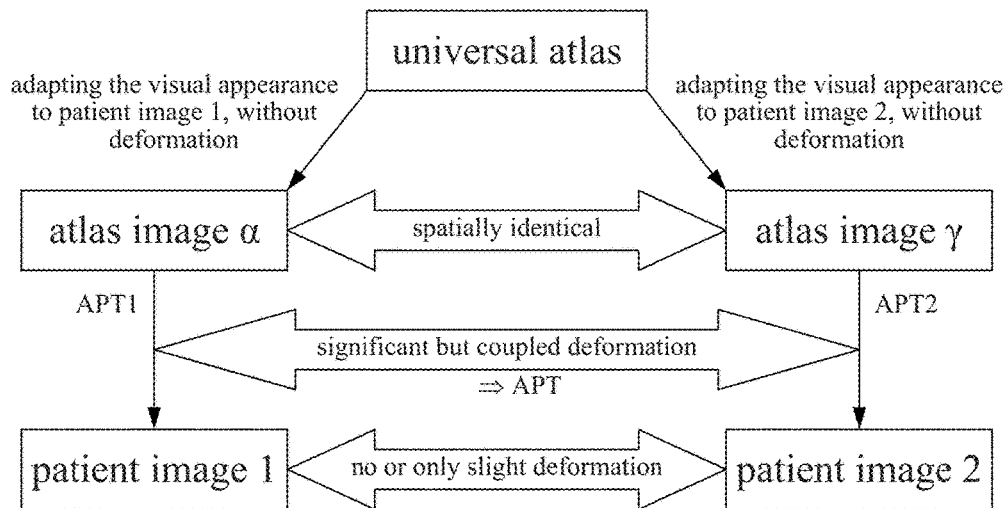 universal atlas
adapting the visual appearance
to patient image 1, without
deformation
adapting the visual appearance
to patient image 2, without
deformation
atlas image α
spatially identical
atlas image γ
APT1
APT2
significant but coupled deformation
⇒ APT
patient image 1
no or only slight deformation
patient image 2